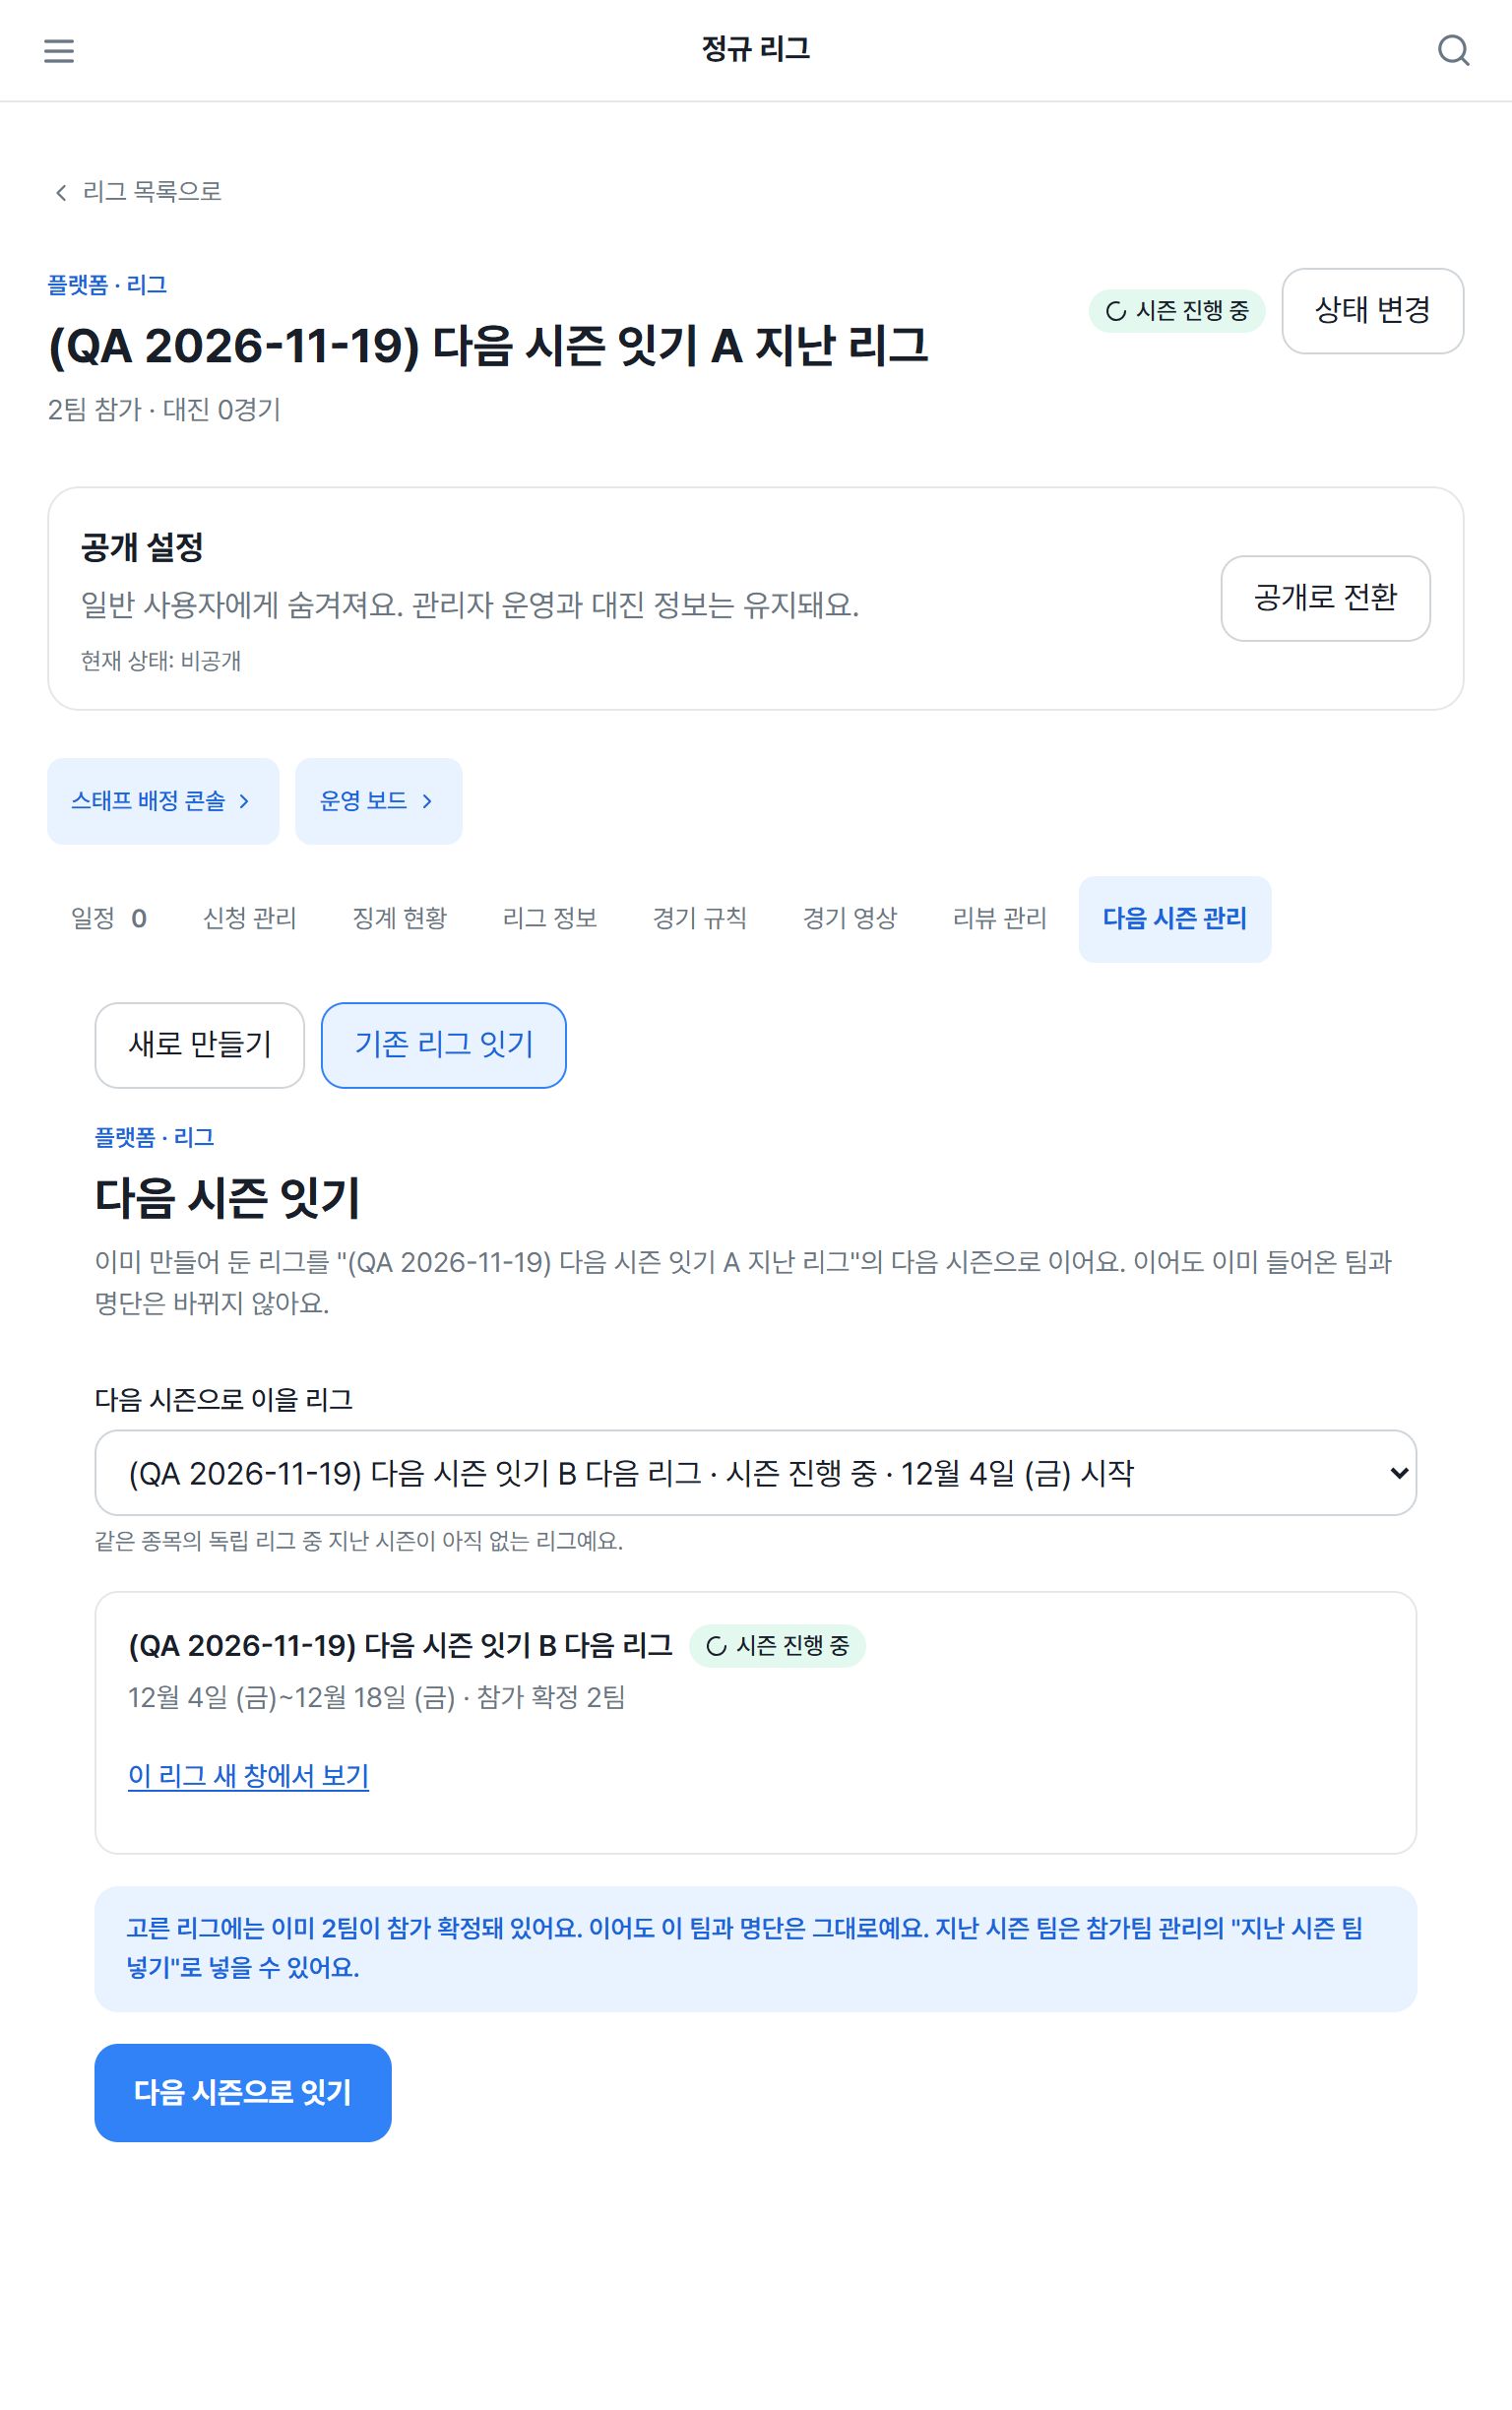 정규 리그
리그 목록으로
플랫폼 · 리그
(QA 2026-11-19) 다음 시즌 잇기 A 지난 리그
시즌 진행 중
상태 변경
2팀 참가 · 대진 0경기
공개 설정
일반 사용자에게 숨겨져요. 관리자 운영과 대진 정보는 유지돼요.
현재 상태: 비공개
공개로 전환
스태프 배정 콘솔
운영 보드
일정 0 신청 관리 징계 현황 리그 정보 경기 규칙 경기 영상 리뷰 관리 다음 시즌 관리
새로 만들기
기존 리그 잇기
플랫폼 · 리그
다음 시즌 잇기
이미 만들어 둔 리그를 "(QA 2026-11-19) 다음 시즌 잇기 A 지난 리그"의 다음 시즌으로 이어요. 이어도 이미 들어온 팀과
명단은 바뀌지 않아요.
다음 시즌으로 이을 리그
(QA 2026-11-19) 다음 시즌 잇기 B 다음 리그 · 시즌 진행 중 · 12월 4일 (금) 시작
같은 종목의 독립 리그 중 지난 시즌이 아직 없는 리그예요.
(QA 2026-11-19) 다음 시즌 잇기 B 다음 리그 시즌 진행 중
12월 4일 (금)~12월 18일 (금) · 참가 확정 2팀
이 리그 새 창에서 보기
고른 리그에는 이미 2팀이 참가 확정돼 있어요. 이어도 이 팀과 명단은 그대로예요. 지난 시즌 팀은 참가팀 관리의 "지난 시즌 팀
넣기"로 넣을 수 있어요.
다음 시즌으로 잇기